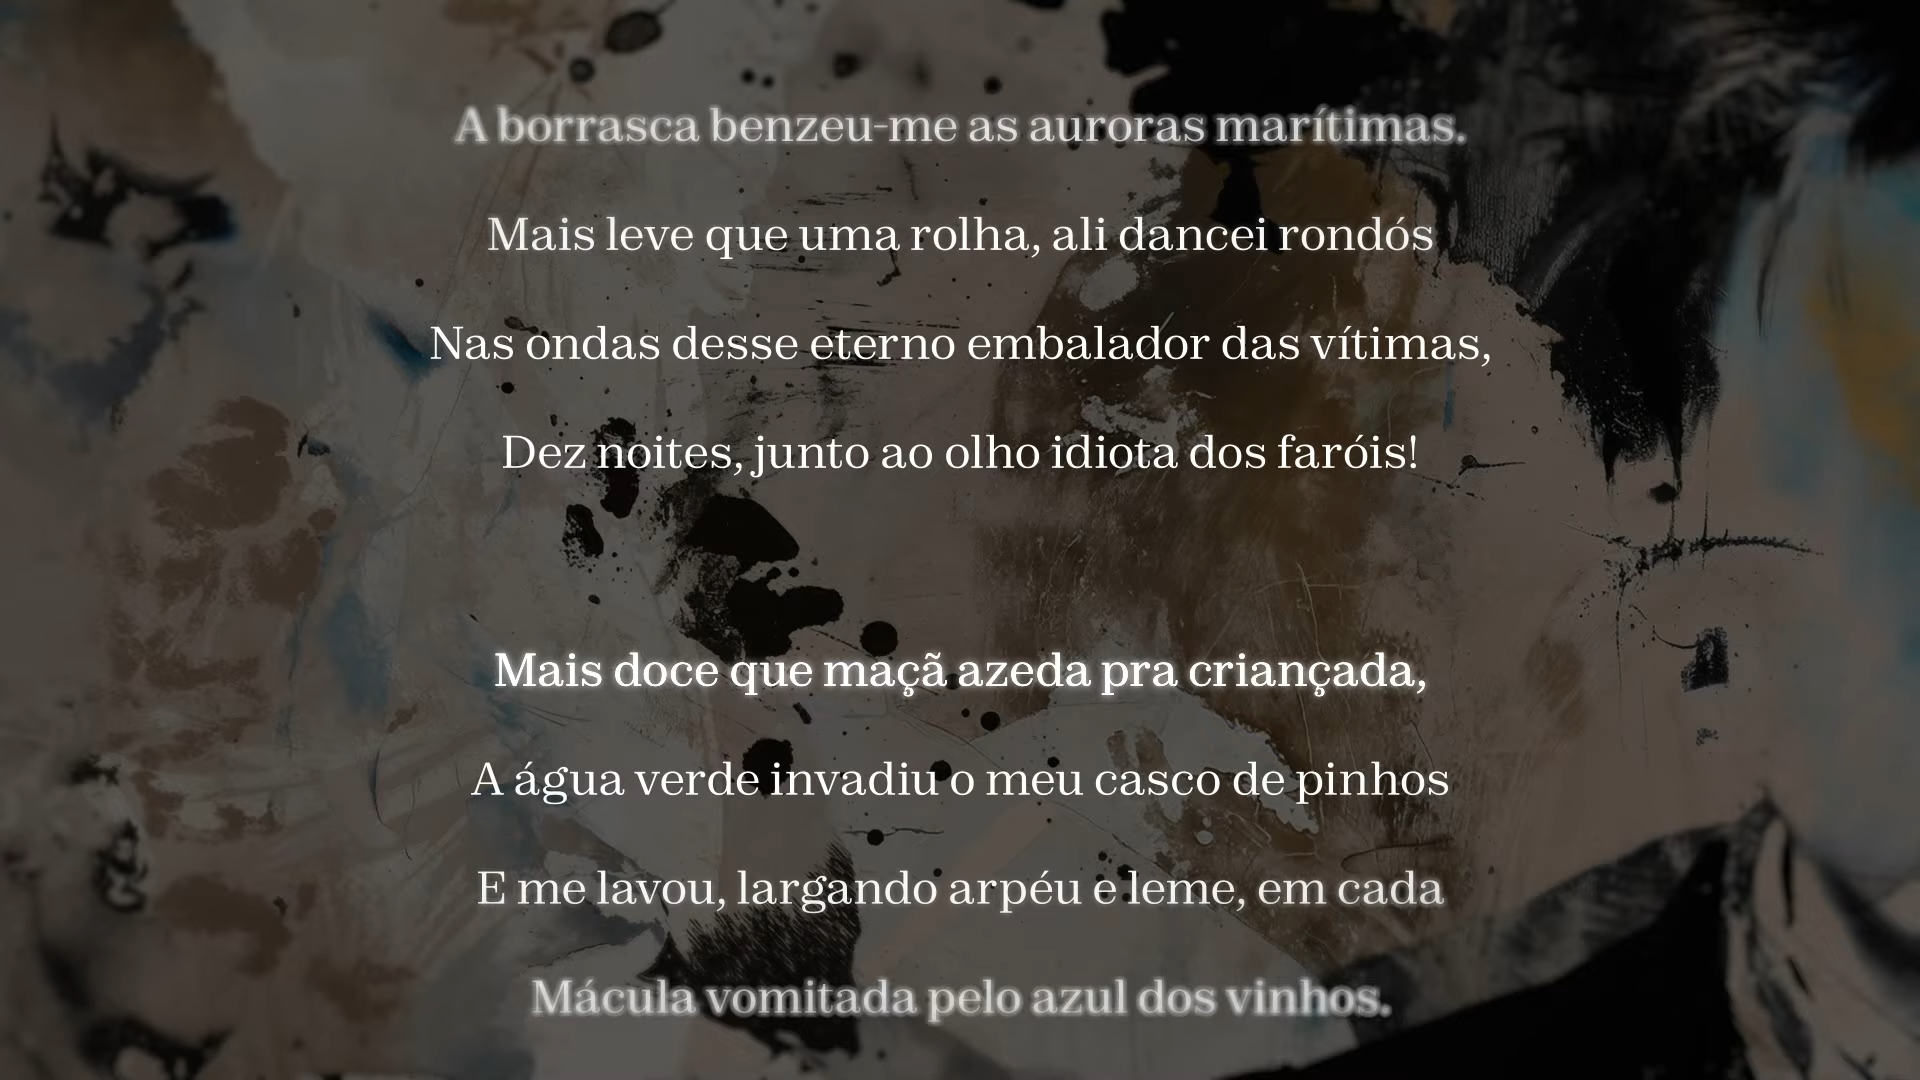 A borrasca benzeu-me as auroras marítimas.
Mais leve que uma rolha, ali dancei rondós
Nas ondas desse eterno embalador das vítimas,
Dez noites, junto ao olho idiota dos faróis!
Mais doce que maçã azeda pra criançada,
A água verde invadiu o meu casco de pinhos
E me lavou, largando arpéu e leme, em cada
Mácula vomitada pelo azul dos vinhos.